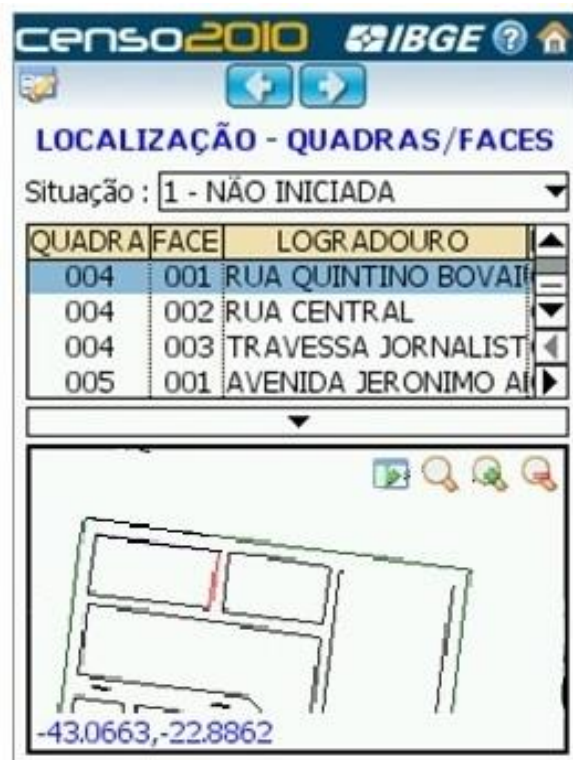 censo2010 IBGE ?
LOCALIZAÇÃO - QUADRAS/FACES
Situação : 1 - NÃO INICIADA
QUADRA FACE LOGRADOURO
004 001 RUA QUINTINO BOVAI
004 002 RUA CENTRAL
004 003 TRAVESSA JORNALIST
005 001 AVENIDA JERONIMO
-43.0663,-22.8862